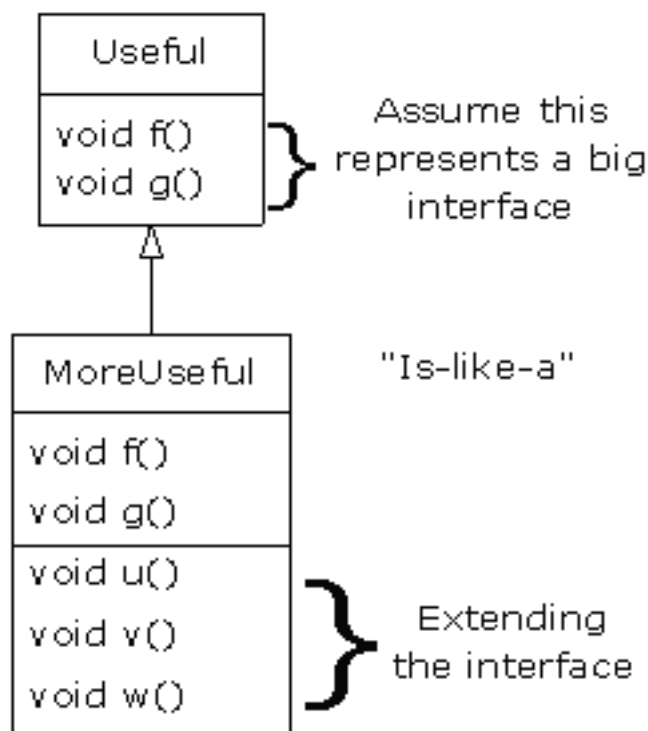 Useful
void f()
void g()
Assume this
represents a big
interface
MoreUseful
"Is-like-a"
void f()
void g()
void u()
void v()
void w()
Extending
the interface